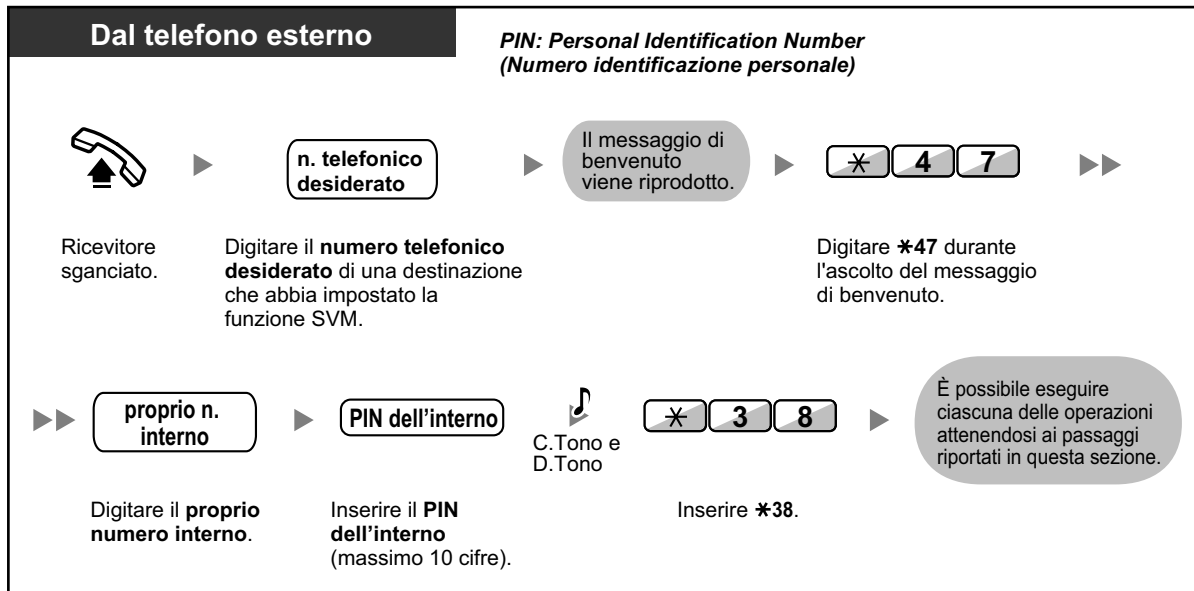 Dal telefono esterno
PIN: Personal Identification Number
(Numero identificazione personale)
n. telefonico
desiderato
Il messaggio di
benvenuto
viene riprodotto.
✳ 4 7
Ricevitore
sganciato.
Digitare il numero telefonico
desiderato di una destinazione
che abbia impostato la
funzione SVM.
Digitare ✳47 durante
l'ascolto del messaggio
di benvenuto.
proprio n.
interno
PIN dell’interno
C.Tono e
D.Tono
✳ 3 8
È possibile eseguire
ciascuna delle operazioni
attenendosi ai passaggi
riportati in questa sezione.
Digitare il proprio
numero interno.
Inserire il PIN
dell’interno
(massimo 10 cifre).
Inserire ✳38.